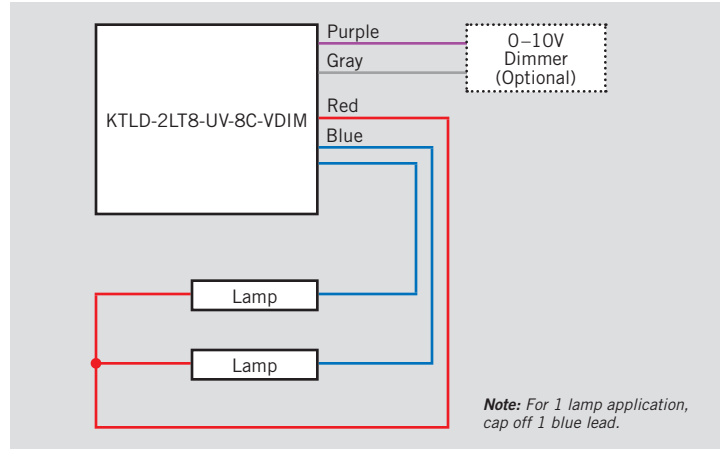 Purple
0–10V
Dimmer
(Optional)
Gray
KTLD-2LT8-UV-8C-VDIM
Red
Blue
Lamp
Lamp
Note: For 1 lamp application,
cap off 1 blue lead.